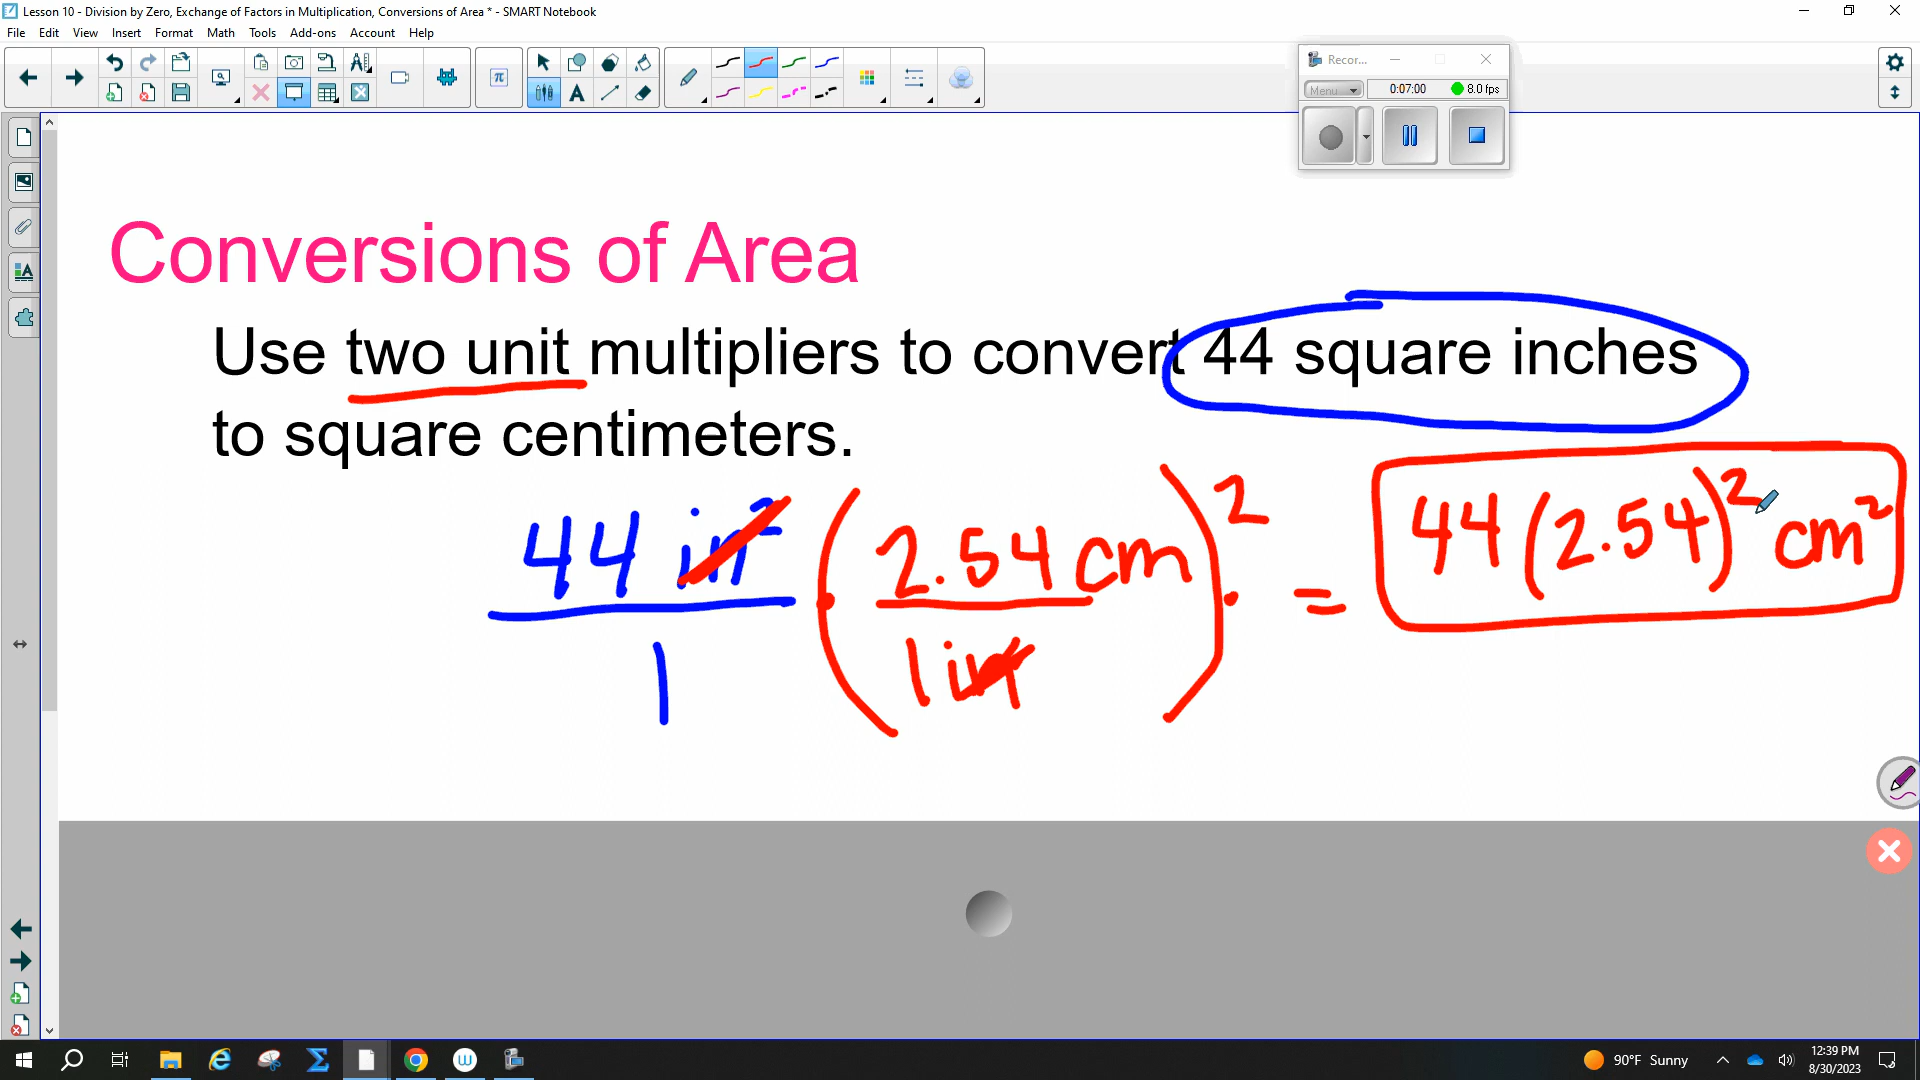 Lesson 10 - Division by Zero, Exchange of Factors in Multiplication, Conversions of Area * - SMART Notebook
File Edit View Insert Format Math Tools Add-ons Account Help
Recor...
Menu 0:07:00 8.0 fps
Conversions of Area
Use two unit multipliers to convert 44 square inches
to square centimeters.
44 in² · (2.54 cm)² · = 44(2.54)² cm²
1 1 in
90°F Sunny
12:39 PM
8/30/2023